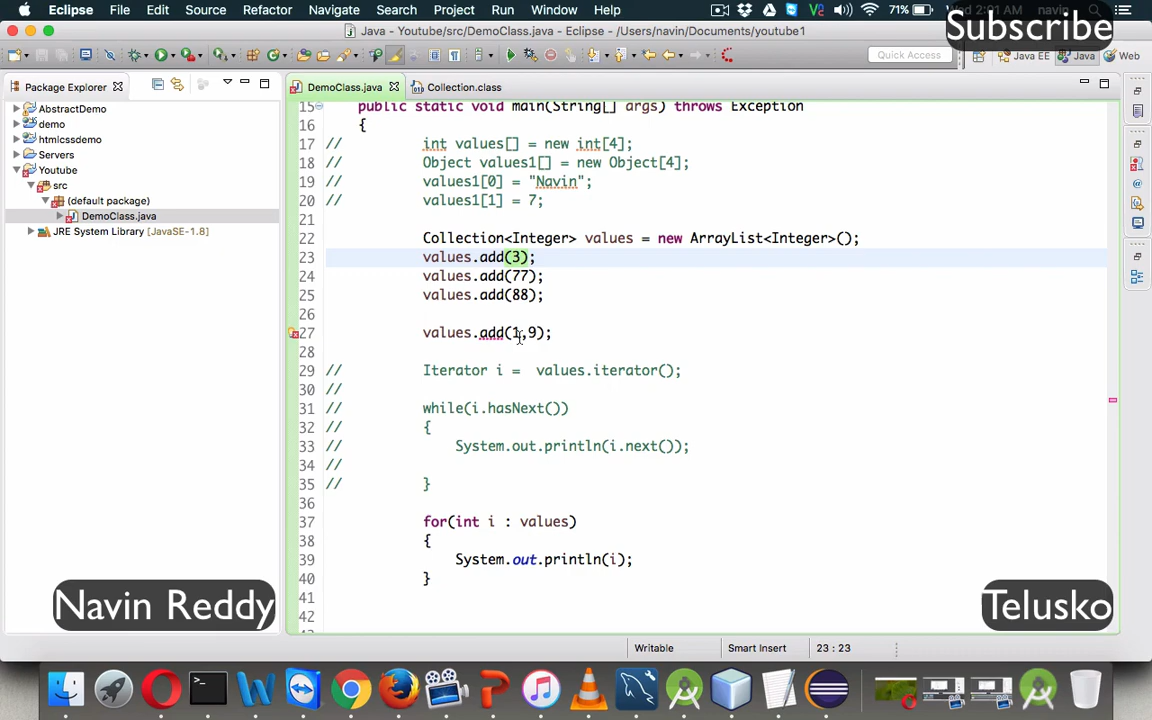 Eclipse File Edit Source Refactor Navigate Search Project Run Window Help 71% Wed 2:01 AM navin
Java - Youtube/src/DemoClass.java - Eclipse - /Users/navin/Documents/youtube1
Subscribe
Quick Access
Java EE Java Web
Package Explorer
DemoClass.java Collection.class
AbstractDemo
demo
htmlcssdemo
Servers
Youtube
src
(default package)
DemoClass.java
JRE System Library [JavaSE-1.8]
15 public static void main(String[] args) throws Exception
16 {
17 // int values[] = new int[4];
18 // Object values1[] = new Object[4];
19 // values1[0] = "Navin";
20 // values1[1] = 7;
21
22 Collection<Integer> values = new ArrayList<Integer>();
23 values.add(3);
24 values.add(77);
25 values.add(88);
26
27 values.add(1,9);
28
29 // Iterator i = values.iterator();
30 //
31 // while(i.hasNext())
32 // {
33 // System.out.println(i.next());
34 //
35 // }
36
37 for(int i : values)
38 {
39 System.out.println(i);
40 }
41
42
Navin Reddy
Telusko
Writable Smart Insert 23 : 23